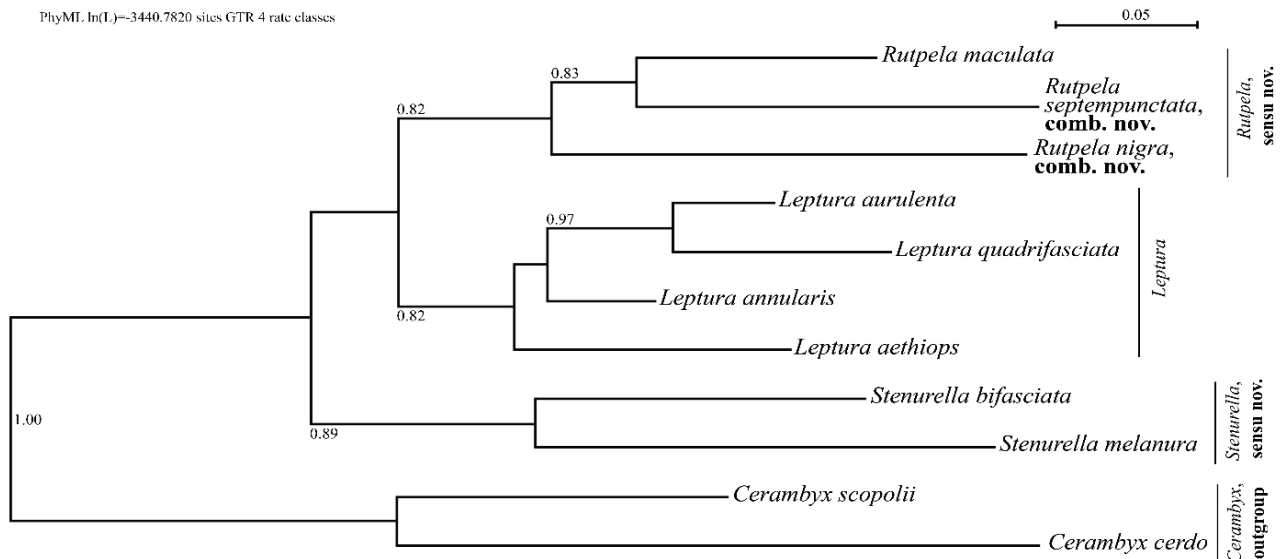 PhyML ln(L)=-3440.7820 sites GTR 4 rate classes
0.05
Rutpela maculata
0.83
Rutpela
septempunctata,
comb. nov.
0.82
Rutpela nigra,
comb. nov.
Rutpela,
sensu nov.
Leptura aurulenta
0.97
Leptura quadrifasciata
Leptura
Leptura annularis
0.82
Leptura aethiops
Stenurella bifasciata
0.89
Stenurella melanura
Stenurella,
sensu nov.
1.00
Cerambyx scopolii
Cerambyx cerdo
Cerambyx,
outgroup